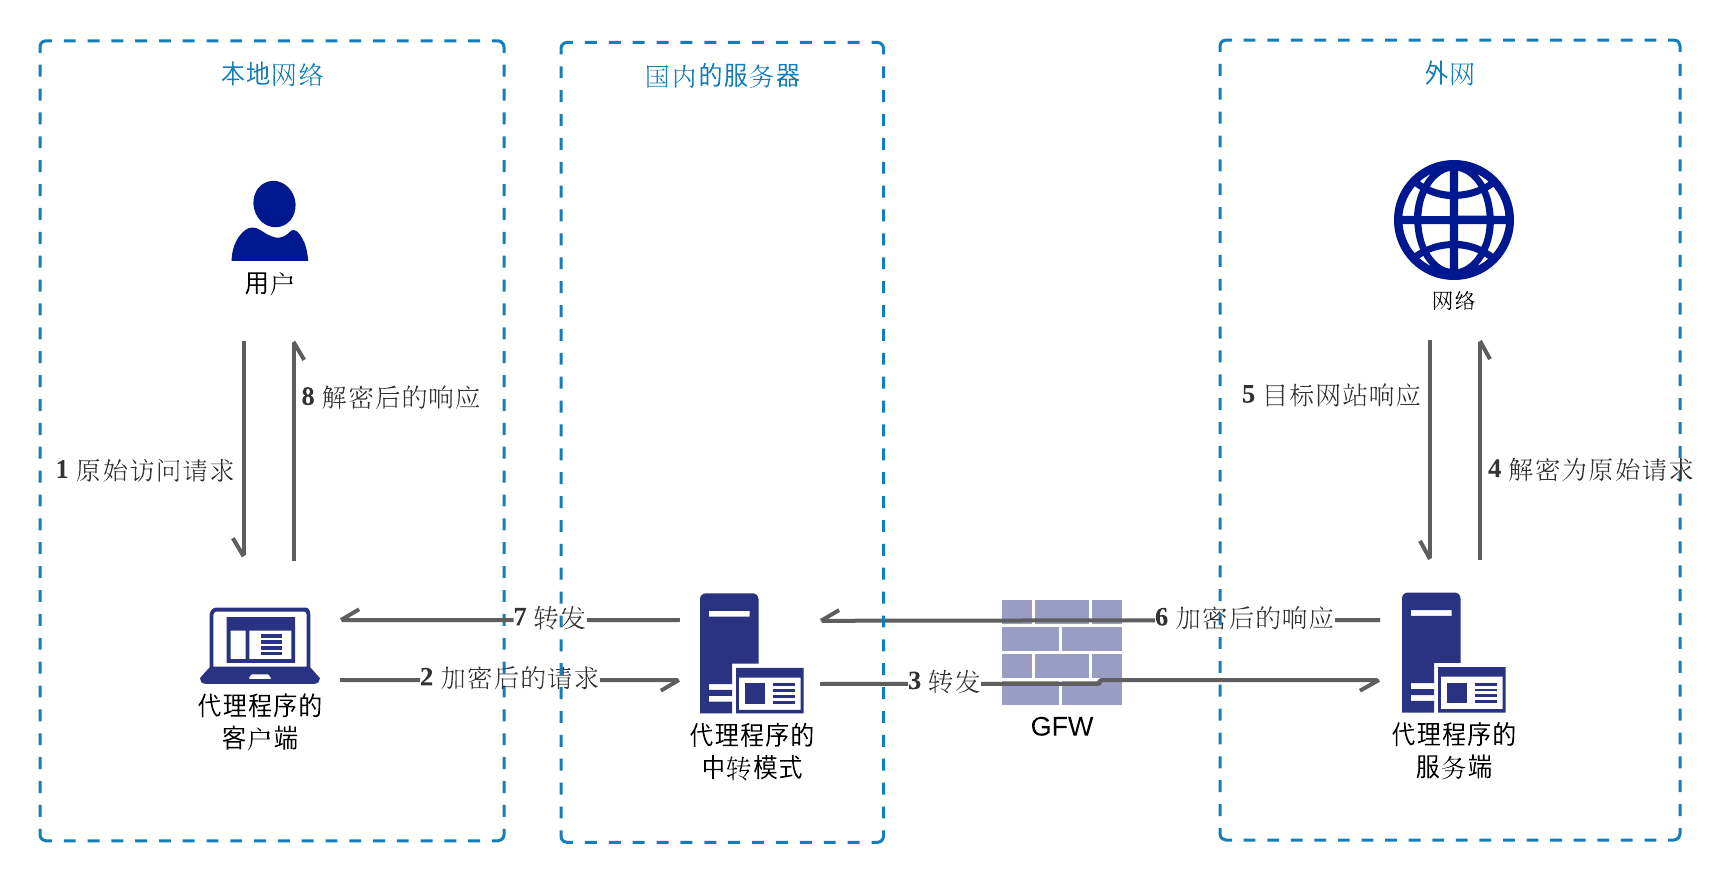 本地网络
国内的服务器
外网
用户
网络
8 解密后的响应
5 目标网站响应
1 原始访问请求
4 解密为原始请求
7 转发
6 加密后的响应
2 加密后的请求
3 转发
代理程序的
客户端
GFW
代理程序的
中转模式
代理程序的
服务端